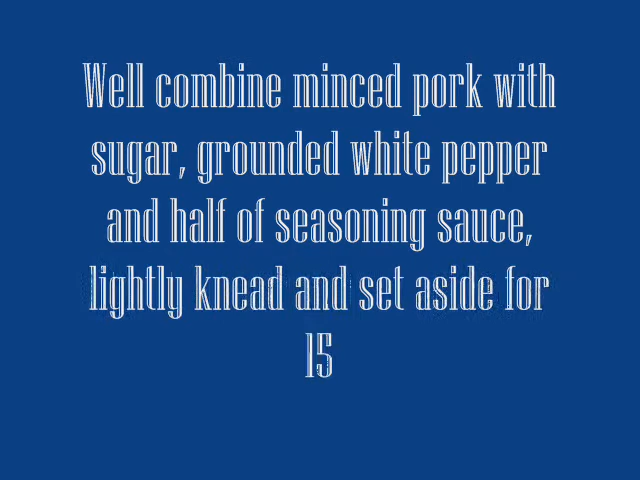 Well combine minced pork with
sugar, grounded white pepper
and half of seasoning sauce,
lightly knead and set aside for
15